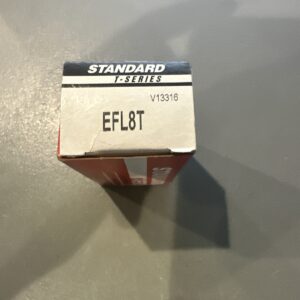 STANDARD
T-SERIES
V13316
EFL8T